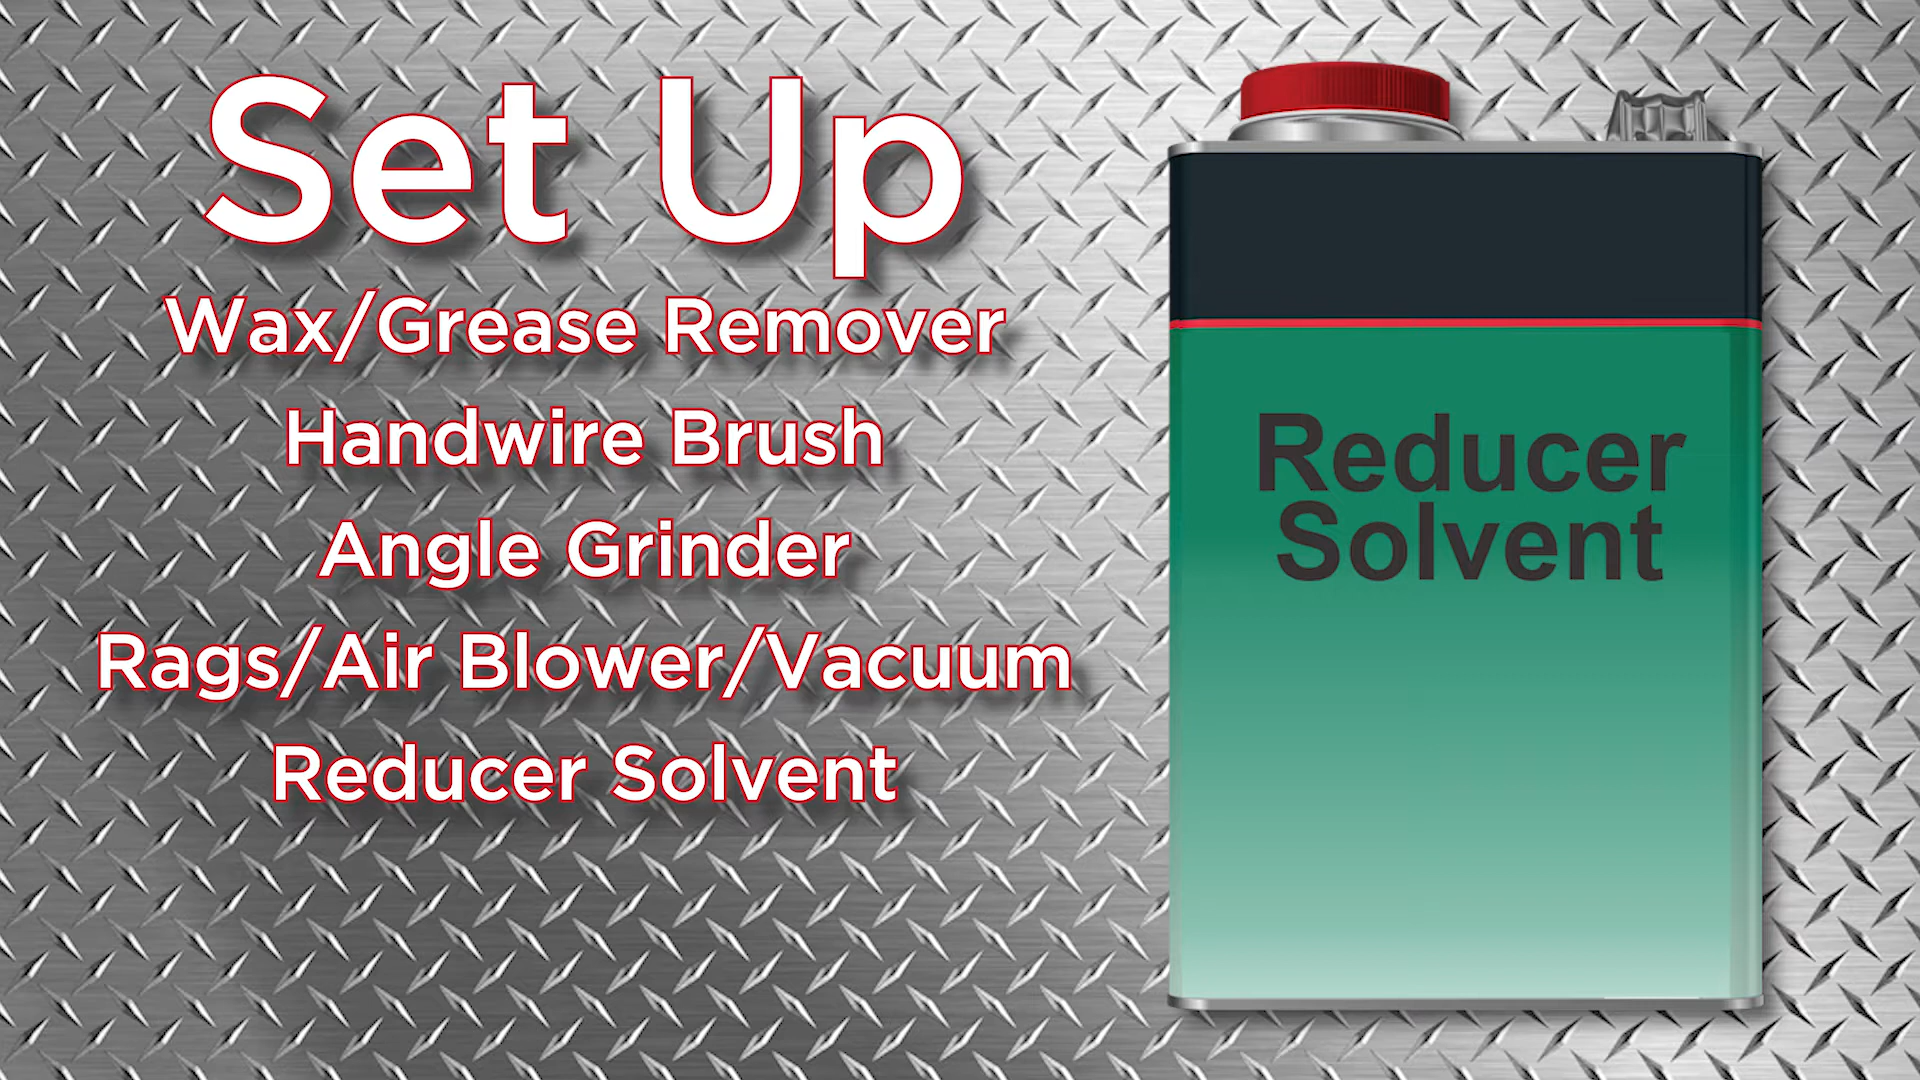 Set Up
Wax/Grease Remover
Handwire Brush
Angle Grinder
Rags/Air Blower/Vacuum
Reducer Solvent
Reducer
Solvent